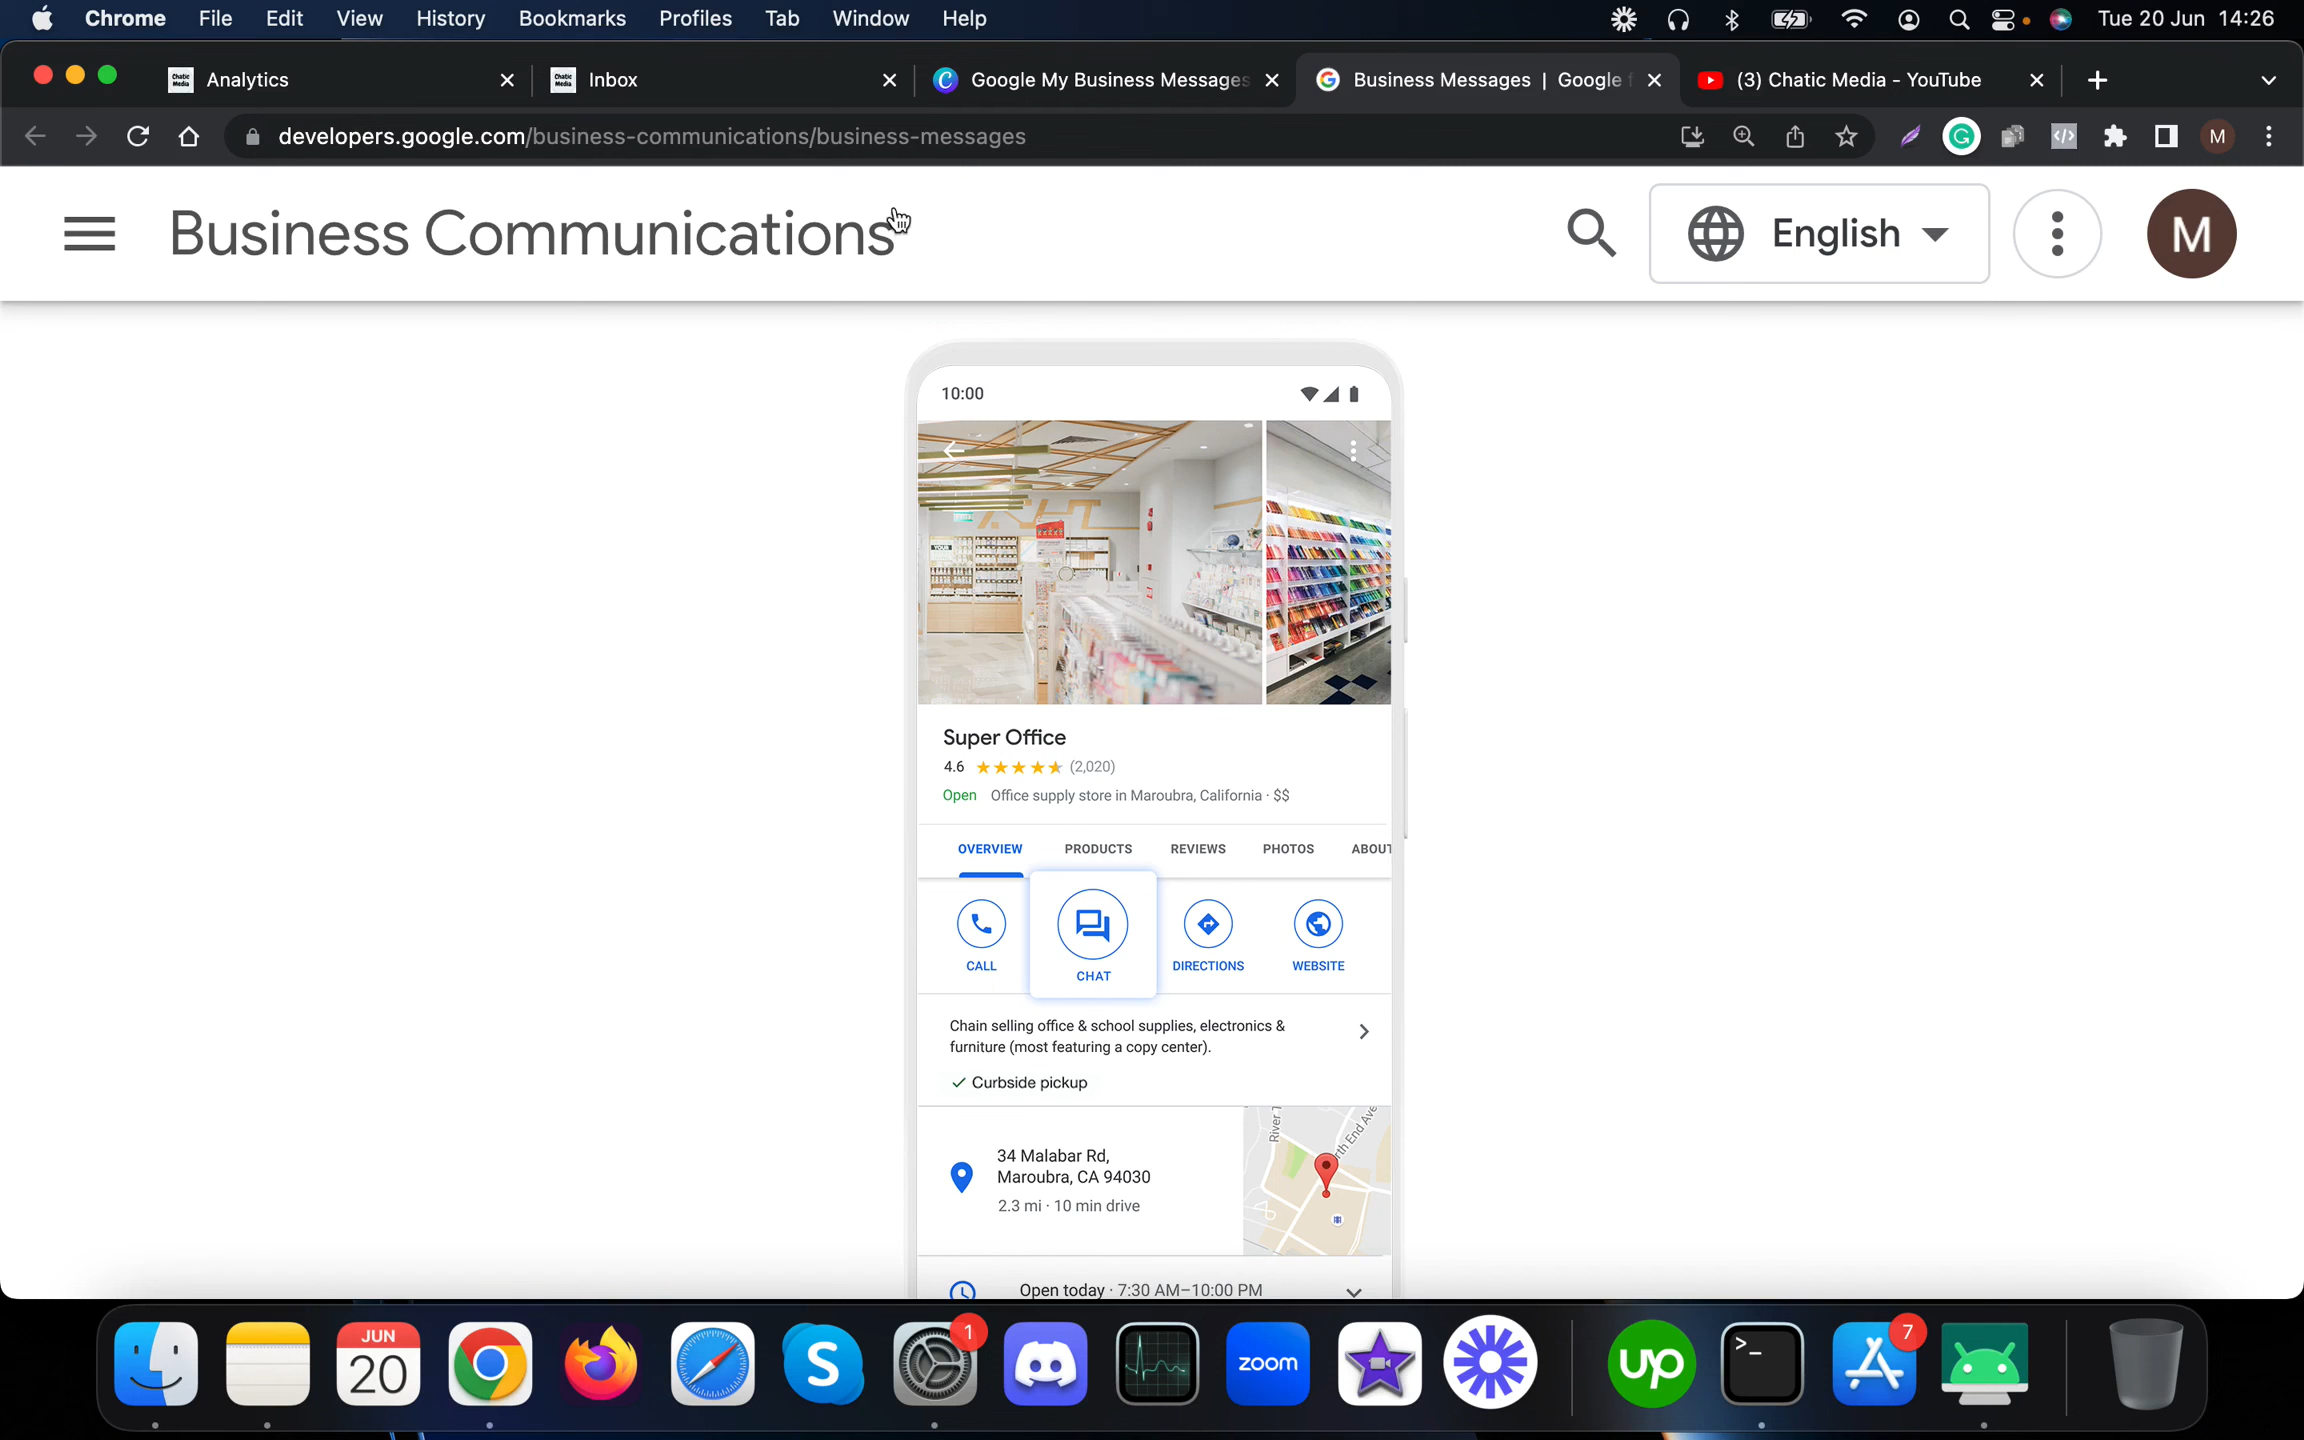 Chrome File Edit View History Bookmarks Profiles Tab Window Help Tue 20 Jun 14:26
Analytics Inbox Google My Business Messages Business Messages | Google f (3) Chatic Media - YouTube
developers.google.com/business-communications/business-messages M
Business Communications English M
10:00
Super Office
4.6 (2,020)
Open Office supply store in Maroubra, California · $$
OVERVIEW PRODUCTS REVIEWS PHOTOS ABOUT
CALL CHAT DIRECTIONS WEBSITE
Chain selling office & school supplies, electronics &
furniture (most featuring a copy center).
Curbside pickup
34 Malabar Rd,
Maroubra, CA 94030
2.3 mi · 10 min drive
River T
rth End Ave
Open today · 7:30 AM–10:00 PM
JUN
20
S
1
zoom
up
>_
7